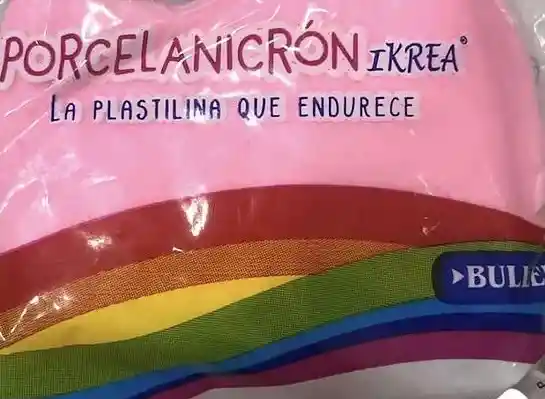 PORCELANICRÓN IKREA®
LA PLASTILINA QUE ENDURECE